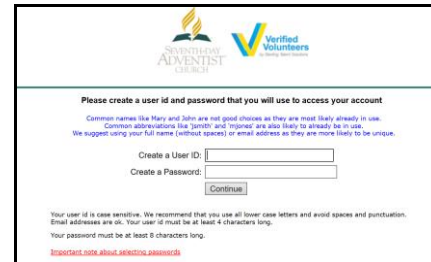 SEVENTH-DAY
ADVENTIST
CHURCH
Verified
Volunteers
Please create a user id and password that you will use to access your account
Common names like Mary and John are not good choices as they are most likely already in use.
Common abbreviations like 'jsmith' and 'mjones' are also likely to already be in use.
We suggest using your full name (without spaces) or email address as they are more likely to be unique.
Create a User ID:
Create a Password:
Continue
Your user id is case sensitive. We recommend that you use all lower case letters and avoid spaces and punctuation.
Email addresses are ok. Your user id must be at least 4 characters long.
Your password must be at least 8 characters long.
Important note about selecting passwords